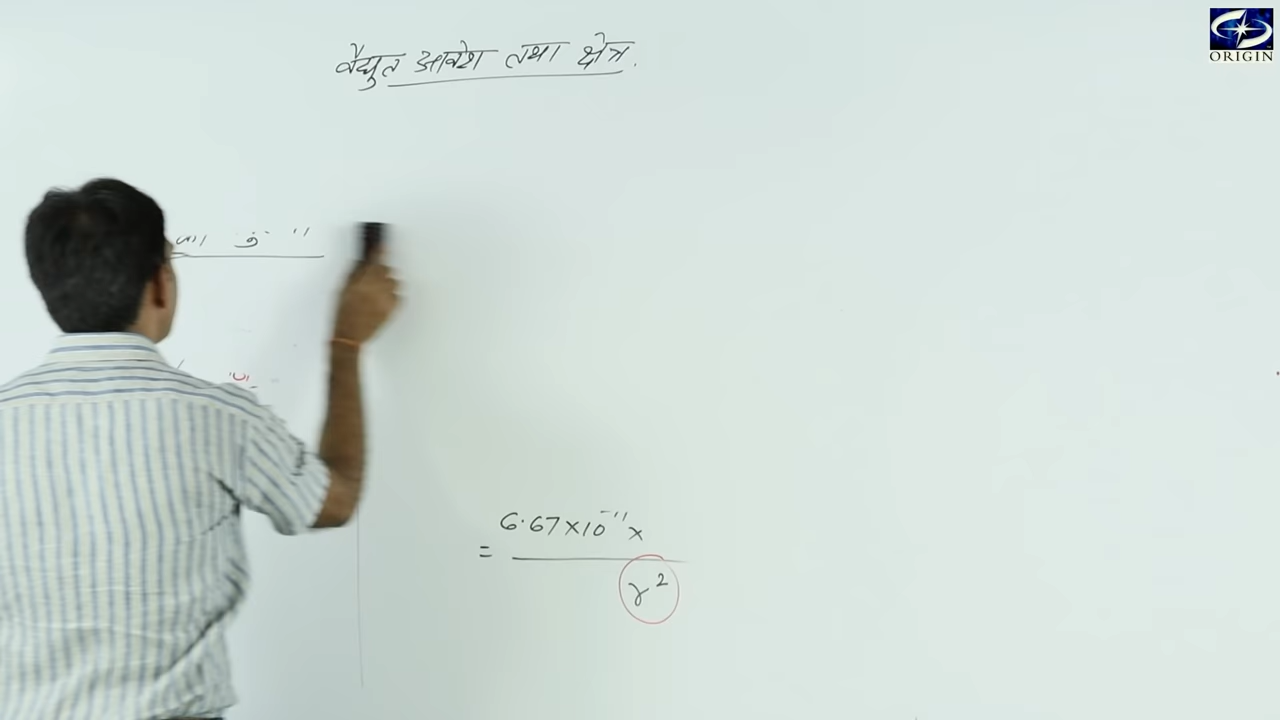 वैद्युत आवेश तथा क्षेत्र.
ORIGIN
का
6.67×10⁻¹¹×
=
r²